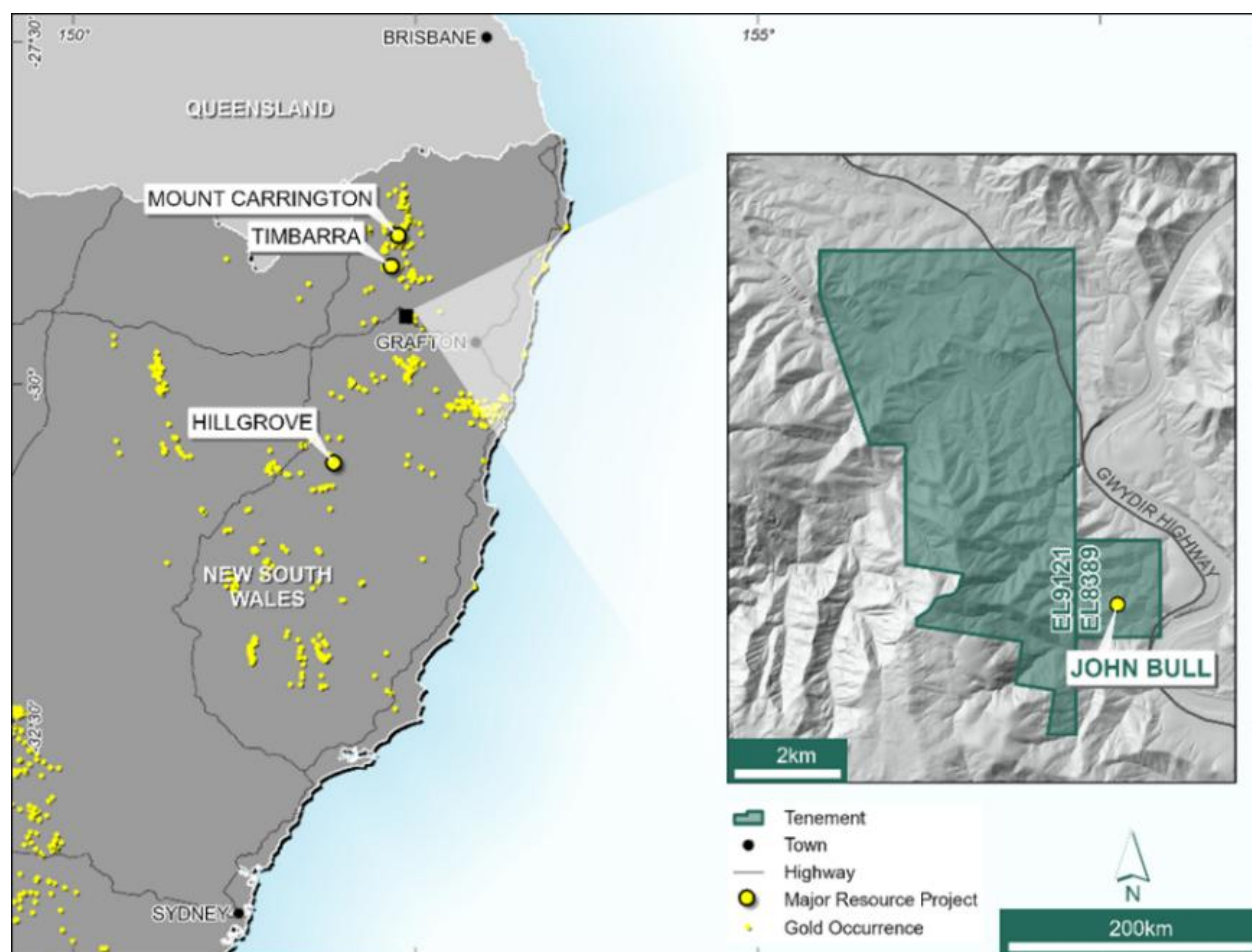 150°
155°
-27°30'
BRISBANE
QUEENSLAND
MOUNT CARRINGTON
TIMBARRA
GRAFTON
-30°
HILLGROVE
NEW SOUTH
WALES
-32°30'
SYDNEY
GWYDIR HIGHWAY
EL9121
EL8389
JOHN BULL
2km
Tenement
Town
Highway
Major Resource Project
Gold Occurrence
N
200km